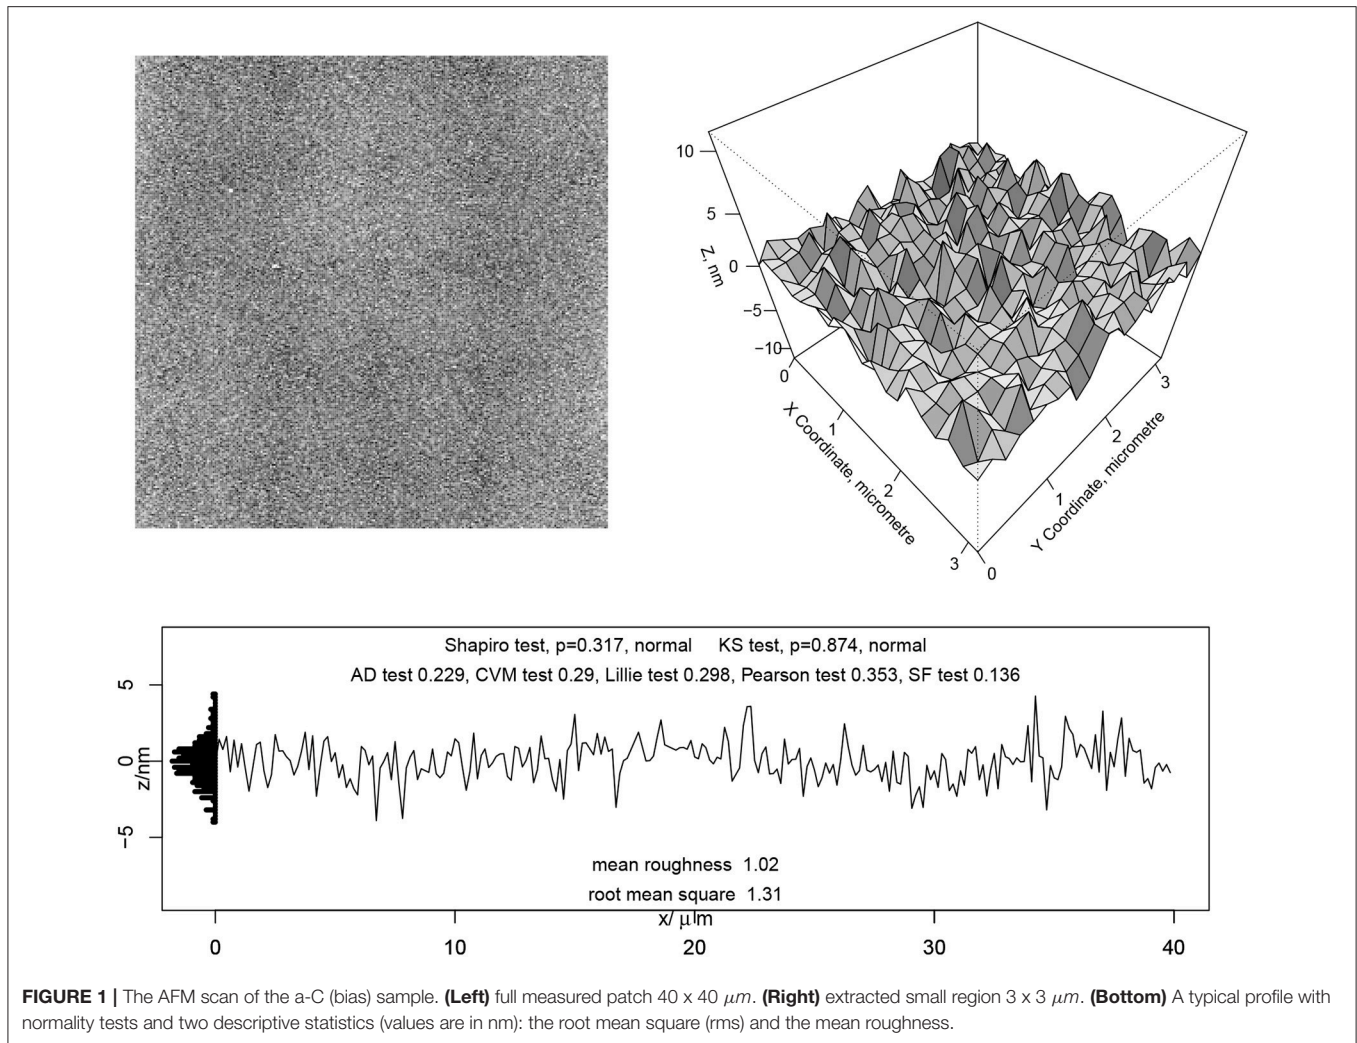 10
5
0
−5
−10
Z, nm
0
1
2
3
X Coordinate, micrometre
0
1
2
3
Y Coordinate, micrometre
Shapiro test, p=0.317, normal KS test, p=0.874, normal
AD test 0.229, CVM test 0.29, Lillie test 0.298, Pearson test 0.353, SF test 0.136
5
0
−5
z/nm
mean roughness 1.02
root mean square 1.31
x/ μm
0 10 20 30 40
FIGURE 1 | The AFM scan of the a-C (bias) sample. (Left) full measured patch 40 x 40 μm. (Right) extracted small region 3 x 3 μm. (Bottom) A typical profile with
normality tests and two descriptive statistics (values are in nm): the root mean square (rms) and the mean roughness.